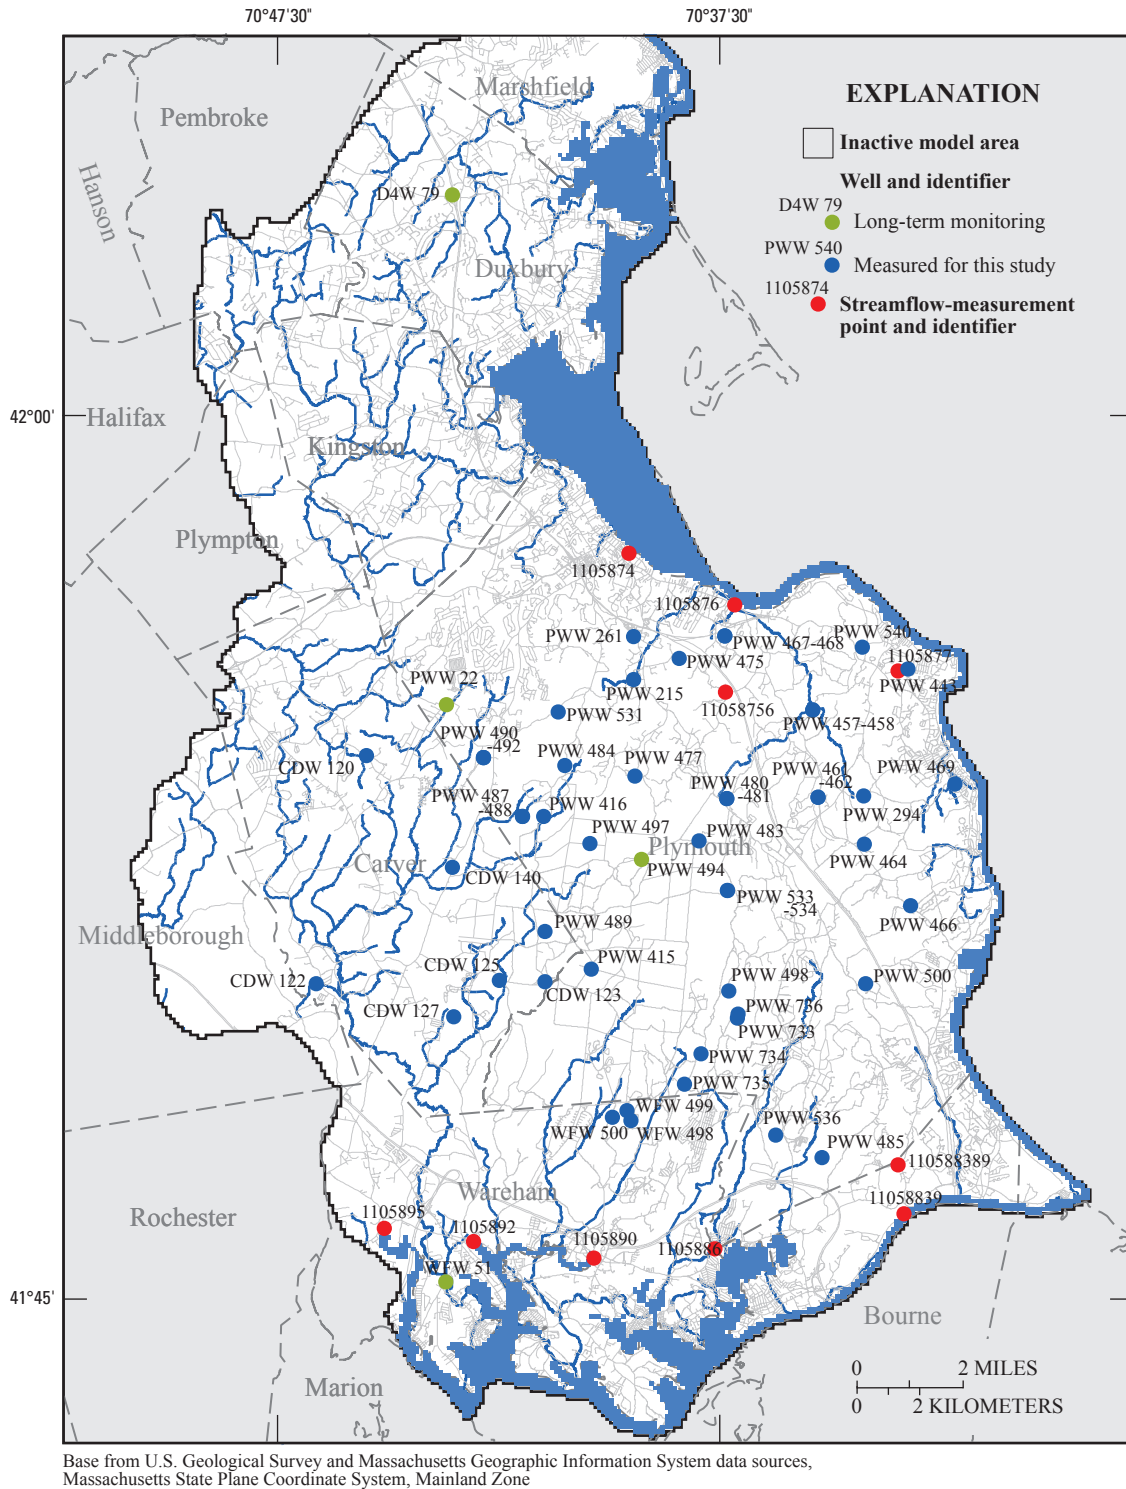 70°47'30"
70°37'30"
EXPLANATION
Inactive model area
Well and identifier
D4W 79
Long-term monitoring
PWW 540
Measured for this study
1105874
Streamflow-measurement
point and identifier
Marshfield
Pembroke
Hanson
D4W 79
Duxbury
42°00'
Halifax
Kingston
Plympton
1105874
1105876
PWW 261
PWW 467-468
PWW 540
1105877
PWW 475
PWW 443
PWW 22
PWW 215
11058756
PWW 531
PWW 457-458
PWW 490
-492
PWW 484
PWW 477
CDW 120
PWW 480
-481
PWW 461
-462
PWW 469
PWW 487
-488
PWW 416
PWW 294
PWW 497
PWW 483
Plymouth
PWW 464
Carver
CDW 140
PWW 494
PWW 533
-534
PWW 466
Middleborough
PWW 489
PWW 415
CDW 125
CDW 122
CDW 123
PWW 498
PWW 500
CDW 127
PWW 736
PWW 733
PWW 734
PWW 735
WFW 499
WFW 500
WFW 498
PWW 536
PWW 485
110588389
Wareham
11058839
Rochester
1105895
1105892
1105890
1105886
WFW 51
41°45'
Bourne
Marion
0 2 MILES
0 2 KILOMETERS
Base from U.S. Geological Survey and Massachusetts Geographic Information System data sources,
Massachusetts State Plane Coordinate System, Mainland Zone